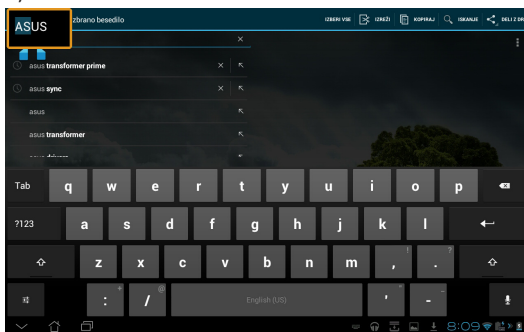 ASUS
zbrano besedilo
IZBERI VSE IZREŽI KOPIRAJ ISKANJE DELI Z DR
asus transformer prime
asus sync
asus
asus transformer
Tab q w e r t y u i o p
?123 a s d f g h j k l
z x c v b n m , ! . ?
: + / @ English (US) ' " - _
8:09